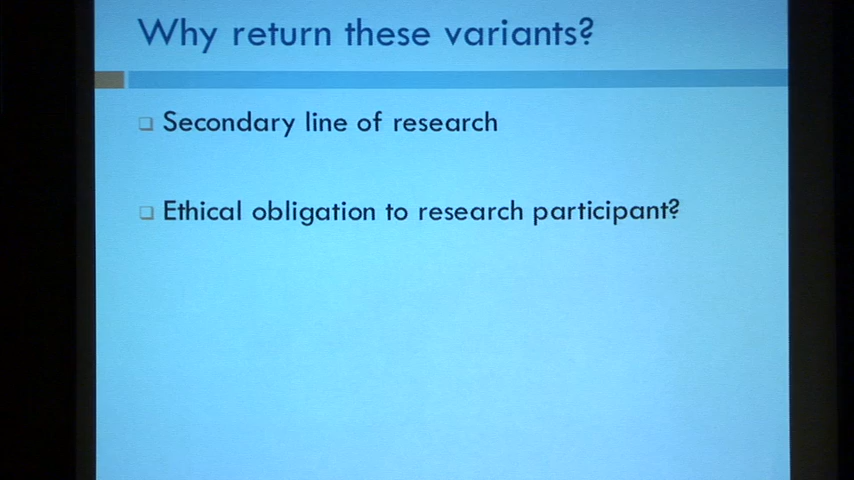 Why return these variants?
Secondary line of research
Ethical obligation to research participant?